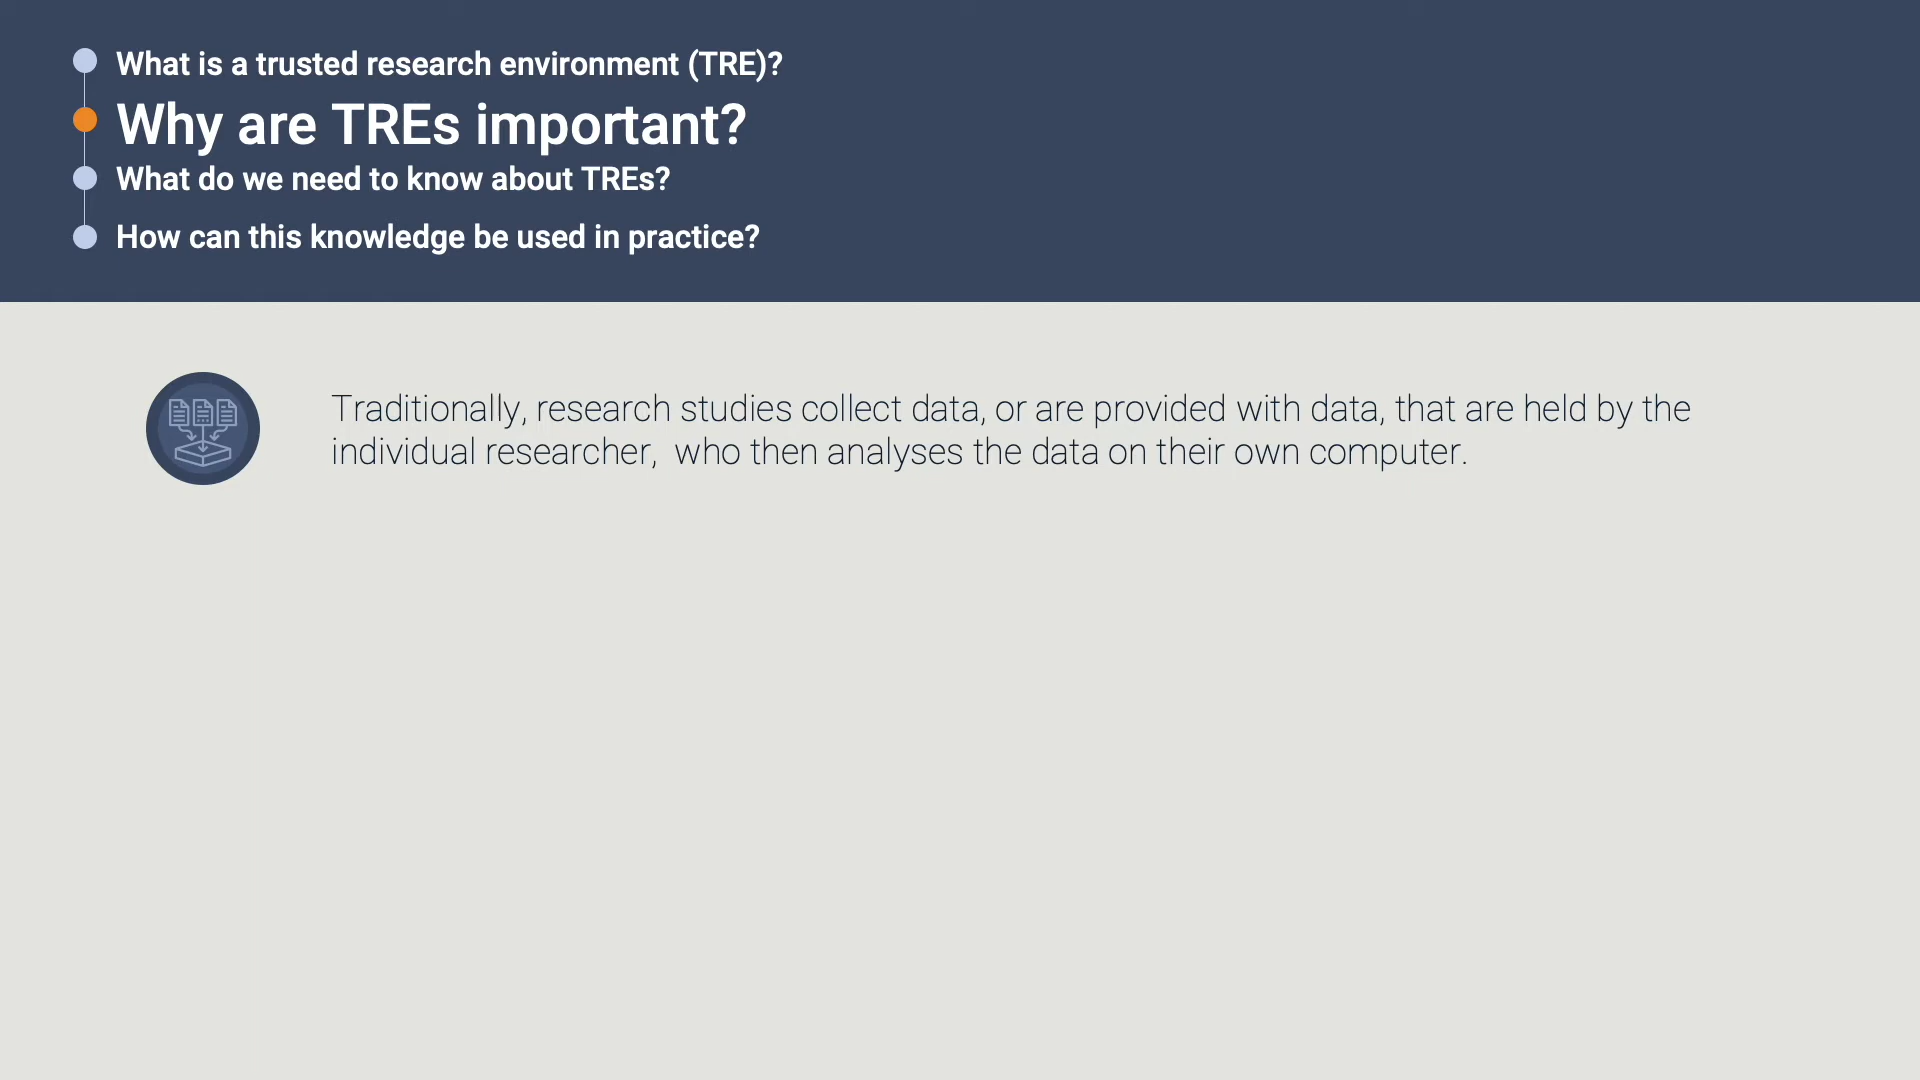 What is a trusted research environment (TRE)?
Why are TREs important?
What do we need to know about TREs?
How can this knowledge be used in practice?
Traditionally, research studies collect data, or are provided with data, that are held by the
individual researcher,  who then analyses the data on their own computer.